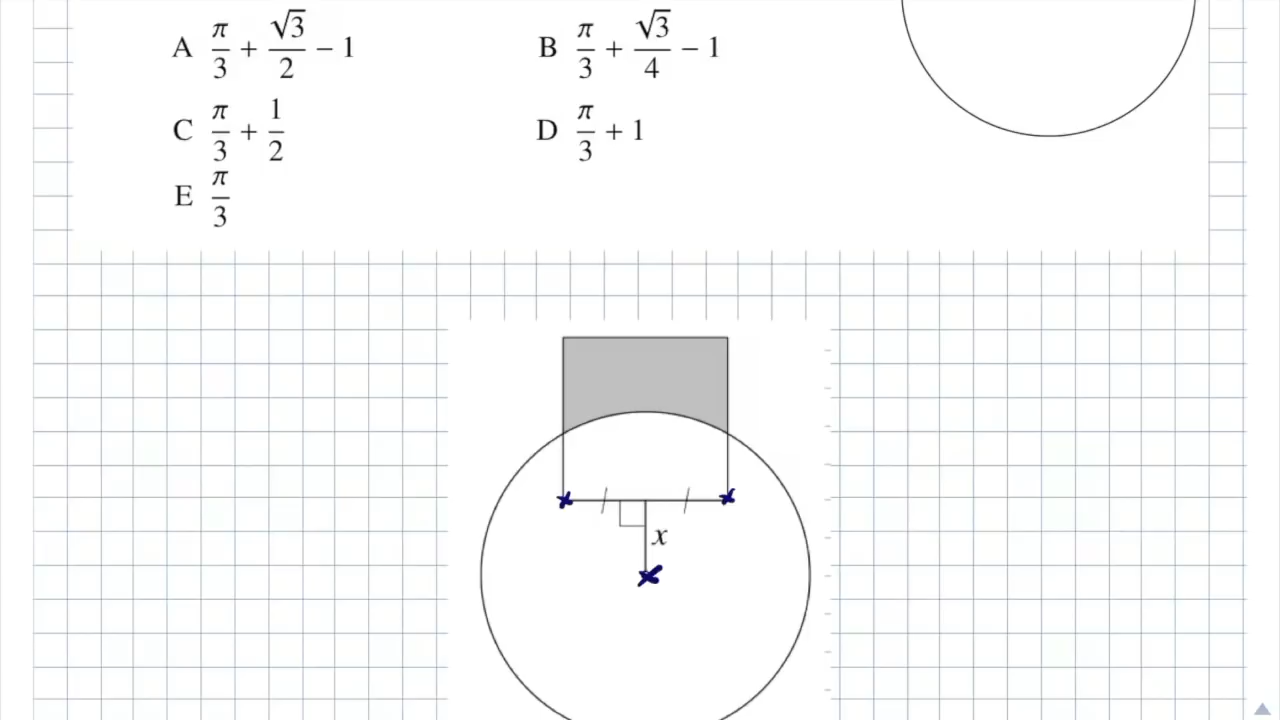 A π/3 + √3/2 − 1
B π/3 + √3/4 − 1
C π/3 + 1/2
D π/3 + 1
E π/3
x